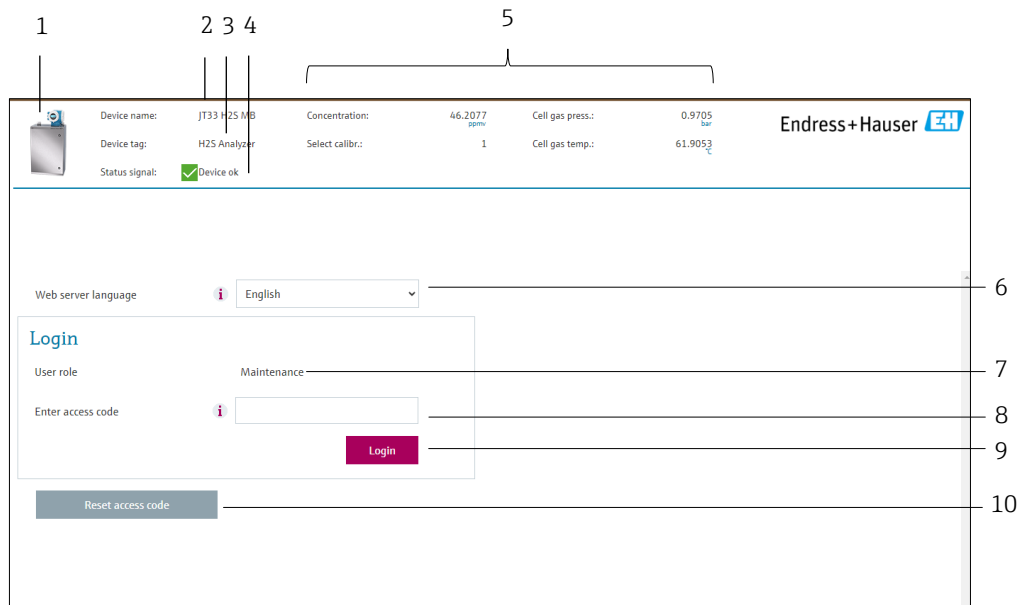 1 2 3 4 5
Device name: JT33 H2S MB Concentration: 46.2077 ppmv Cell gas press.: 0.9705 bar
Endress+Hauser EH
Device tag: H2S Analyzer Select calibr.: 1 Cell gas temp.: 61.9053 °C
Status signal: Device ok
Web server language i English 6
Login
User role Maintenance 7
Enter access code i 8
Login 9
Reset access code 10